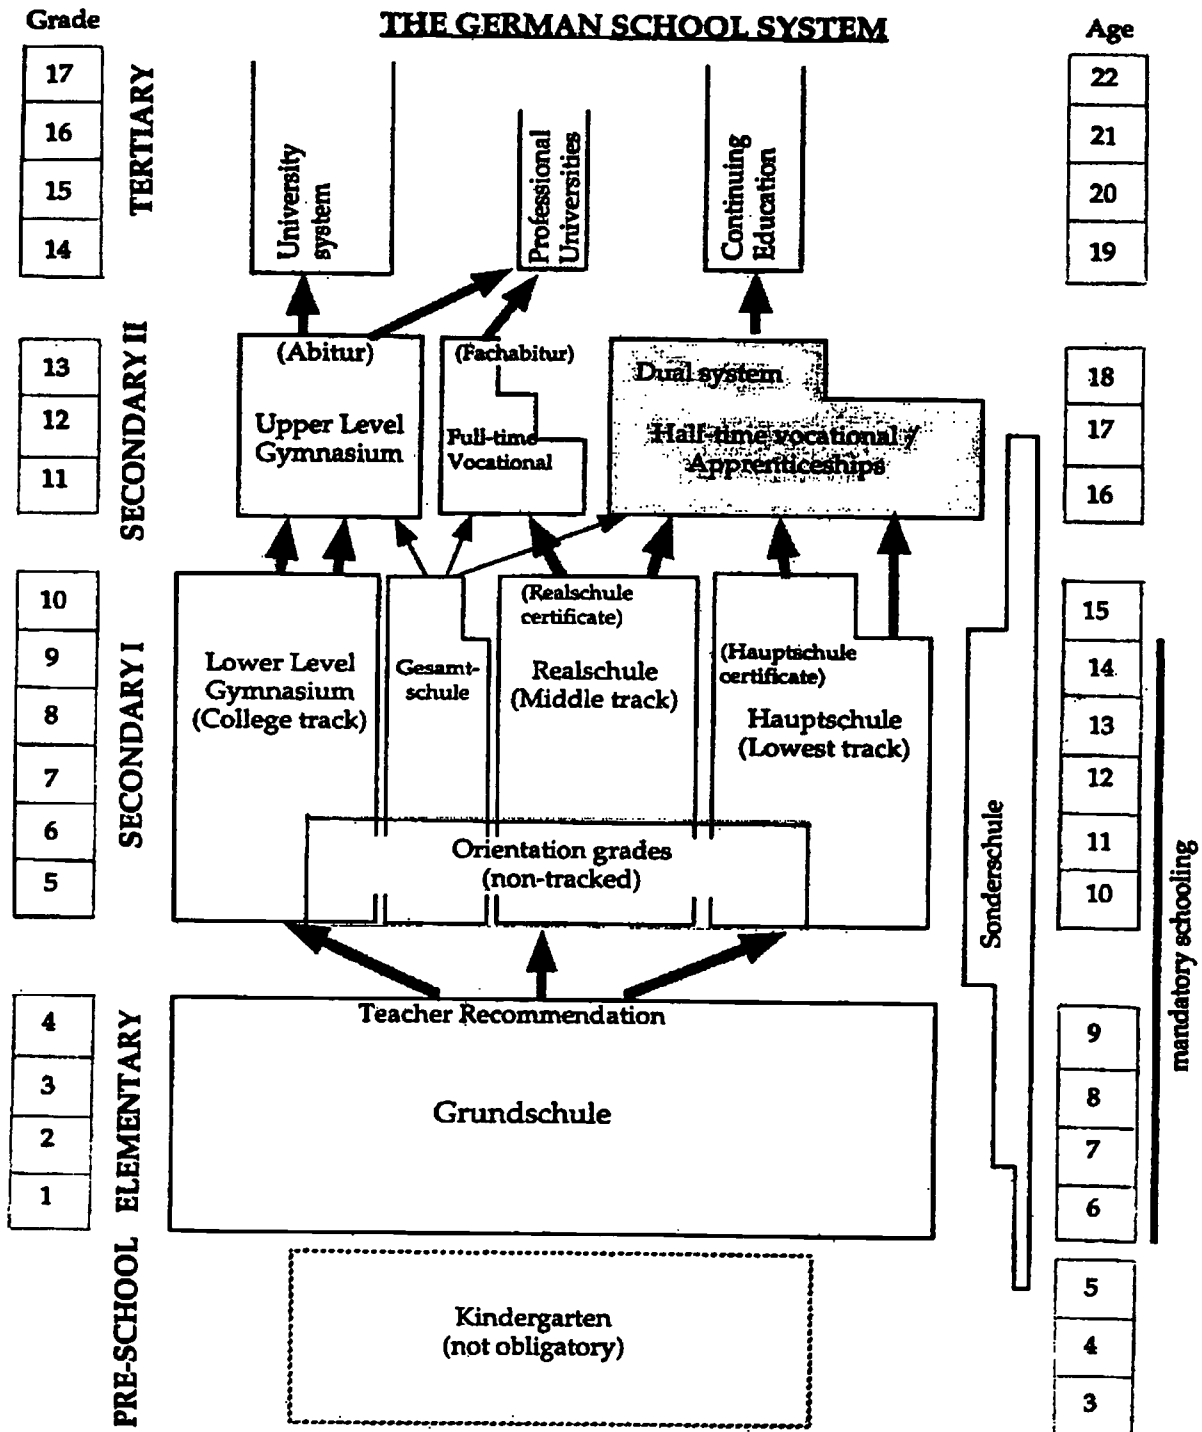 Grade
THE GERMAN SCHOOL SYSTEM
Age
17
16
15
14
TERTIARY
University
system
Professional
Universities
Continuing
Education
22
21
20
19
13
12
11
SECONDARY II
(Abitur)
Upper Level
Gymnasium
(Fachabitur)
Full-time
Vocational
Dual system
Half-time vocational /
Apprenticeships
18
17
16
10
9
8
7
6
5
SECONDARY I
Lower Level
Gymnasium
(College track)
Gesamt-
schule
(Realschule
certificate)
Realschule
(Middle track)
(Hauptschule
certificate)
Hauptschule
(Lowest track)
Orientation grades
(non-tracked)
Sonderschule
15
14
13
12
11
10
mandatory schooling
4
3
2
1
ELEMENTARY
Teacher Recommendation
Grundschule
9
8
7
6
PRE-SCHOOL
Kindergarten
(not obligatory)
5
4
3